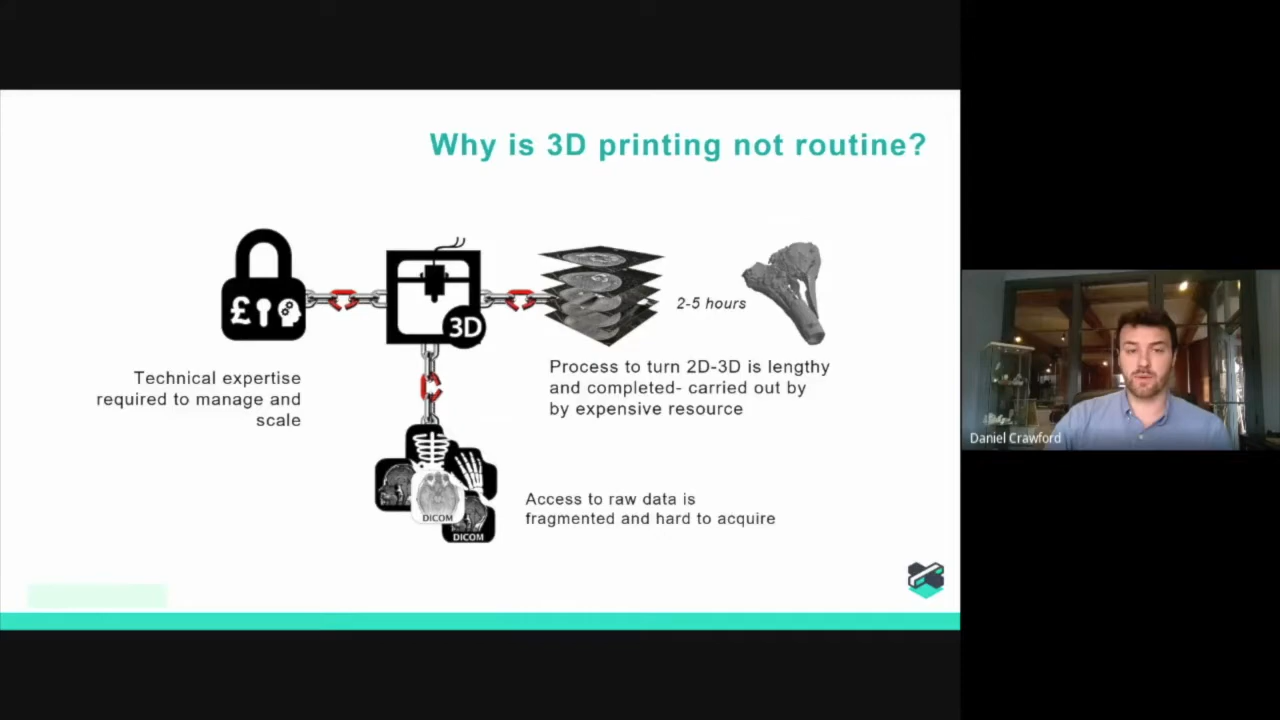 Why is 3D printing not routine?
£
3D
2-5 hours
Technical expertise
required to manage and
scale
Process to turn 2D-3D is lengthy
and completed- carried out by
by expensive resource
DICOM
DICOM
Access to raw data is
fragmented and hard to acquire
Daniel Crawford